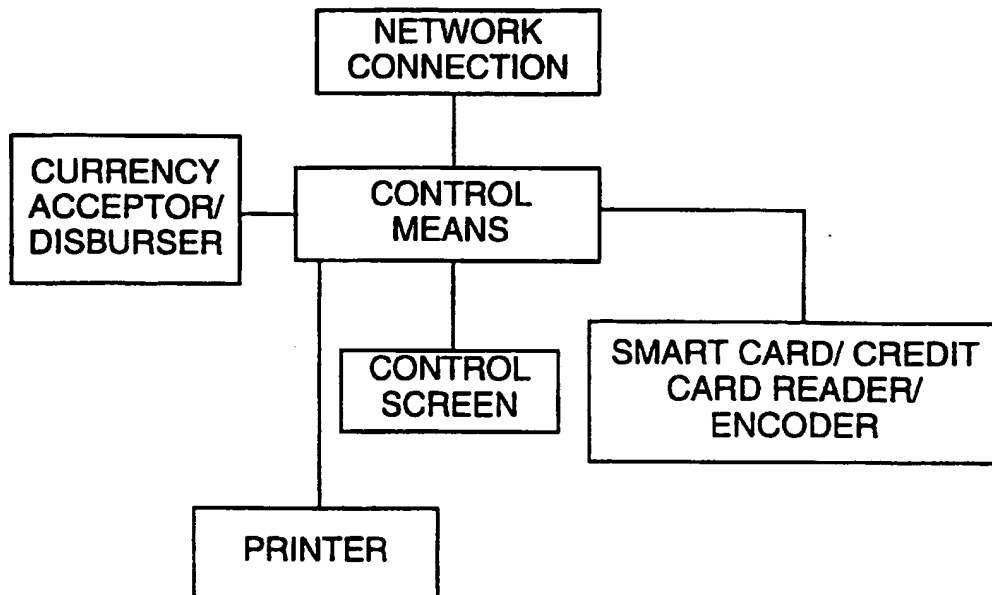 NETWORK
CONNECTION
CURRENCY
ACCEPTOR/
DISBURSER
CONTROL
MEANS
CONTROL
SCREEN
SMART CARD/ CREDIT
CARD READER/
ENCODER
PRINTER